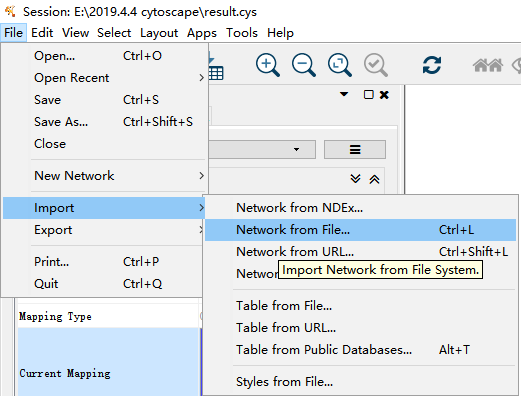 Session: E:\2019.4.4 cytoscape\result.cys
File Edit View Select Layout Apps Tools Help
Open... Ctrl+O
Open Recent
Save Ctrl+S
Save As... Ctrl+Shift+S
Close
New Network
Import
Export
Print... Ctrl+P
Quit Ctrl+Q
Network from NDEx...
Network from File... Ctrl+L
Network from URL... Ctrl+Shift+L
Import Network from File System.
Table from File...
Table from URL...
Table from Public Databases... Alt+T
Styles from File...
Mapping Type
Current Mapping